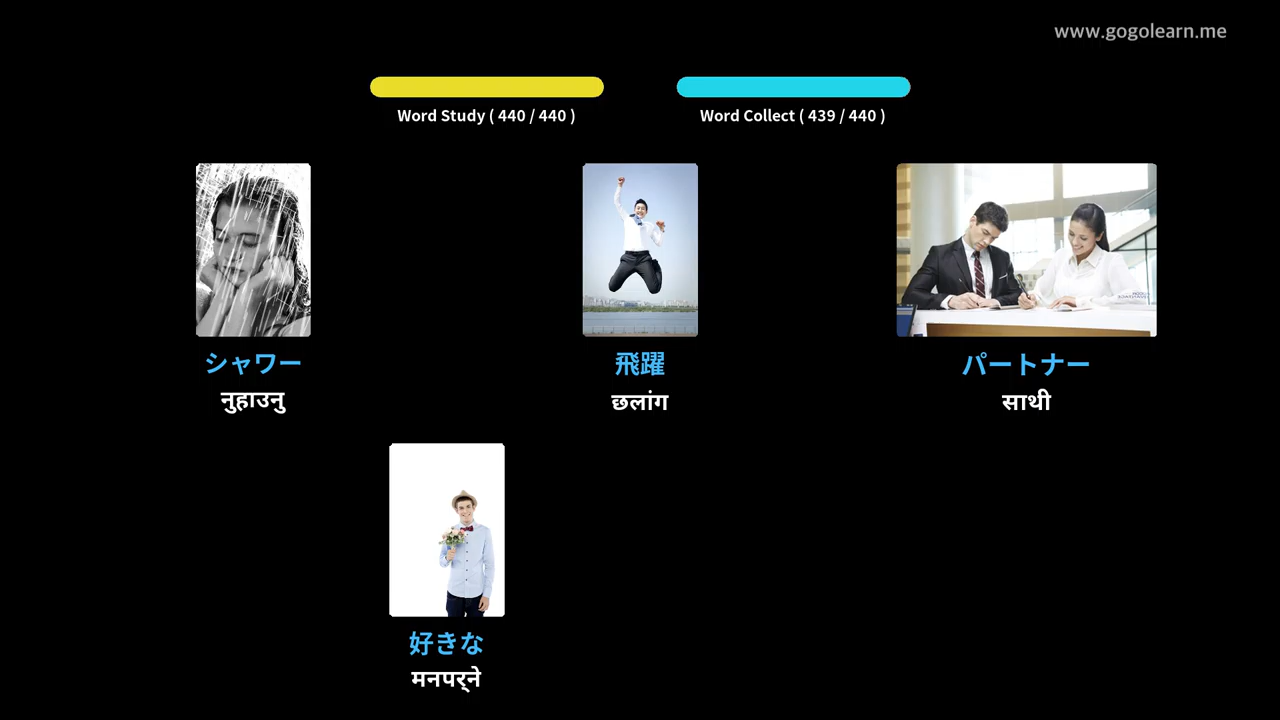 www.gogolearn.me
Word Study ( 440 / 440 )
Word Collect ( 439 / 440 )
シャワー
नुहाउनु
飛躍
छलांग
パートナー
साथी
好きな
मनपर्ने